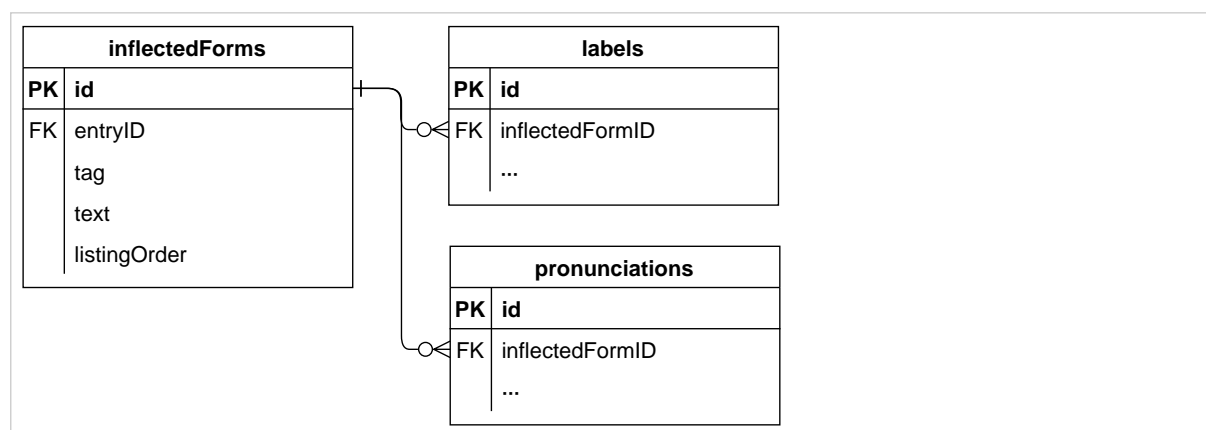 inflectedForms
PK id
FK entryID
tag
text
listingOrder
labels
PK id
FK inflectedFormID
...
pronunciations
PK id
FK inflectedFormID
...